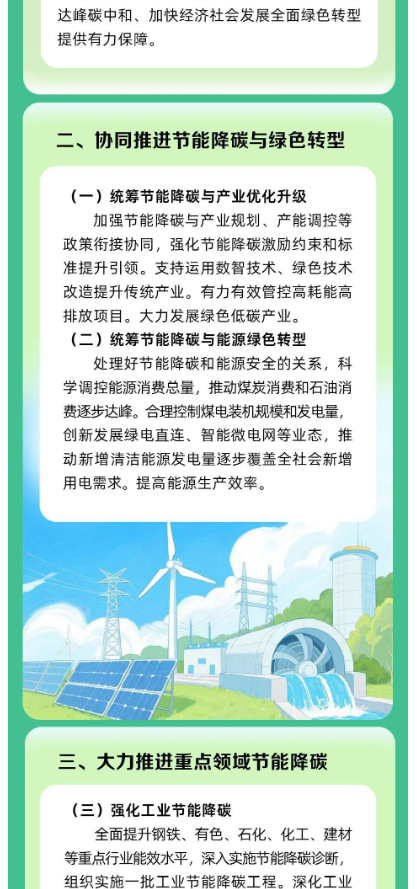 达峰碳中和、加快经济社会发展全面绿色转型
提供有力保障。
二、协同推进节能降碳与绿色转型
（一）统筹节能降碳与产业优化升级
加强节能降碳与产业规划、产能调控等
政策衔接协同，强化节能降碳激励约束和标
准提升引领。支持运用数智技术、绿色技术
改造提升传统产业。有力有效管控高耗能高
排放项目。大力发展绿色低碳产业。
（二）统筹节能降碳与能源绿色转型
处理好节能降碳和能源安全的关系，科
学调控能源消费总量，推动煤炭消费和石油消
费逐步达峰。合理控制煤电装机规模和发电量，
创新发展绿电直连、智能微电网等业态，推
动新增清洁能源发电量逐步覆盖全社会新增
用电需求。提高能源生产效率。
三、大力推进重点领域节能降碳
（三）强化工业节能降碳
全面提升钢铁、有色、石化、化工、建材
等重点行业能效水平，深入实施节能降碳诊断，
组织实施一批工业节能降碳工程。深化工业